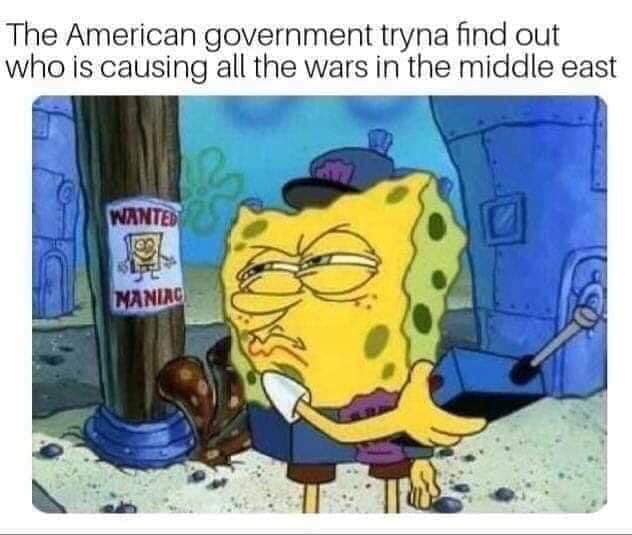 The American government tryna find out
who is causing all the wars in the middle east
WANTED
MANIAC